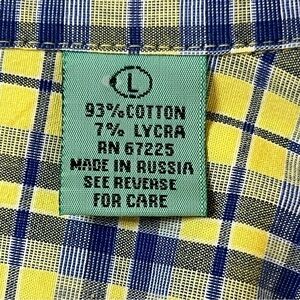 L
93% COTTON
7% LYCRA
RN 67225
MADE IN RUSSIA
SEE REVERSE
FOR CARE